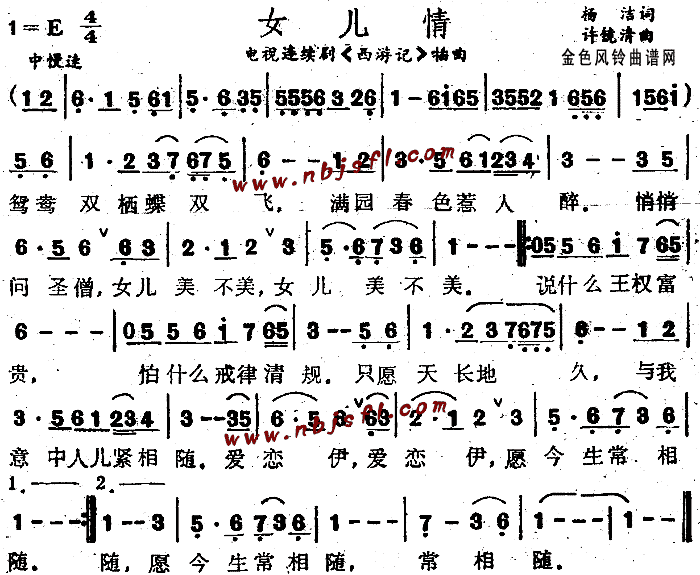 1=E 4/4
女儿情
杨洁词
许镜清曲
中慢速
电视连续剧《西游记》插曲
金色风铃曲谱网
( 1 2 | 6 · 1 5 6 1 | 5 · 6 3 5 | 5 5 5 6 3 2 6 | 1 - 6 i 6 5 | 3 5 5 2 1 6 5 6 | 1 5 6 i )
5 6 | 1 · 2 3 7 6 7 5 | 6 - - 1 2 | 3 · 5 6 1 2 3 4 | 3 - - 3 5 |
鸳鸯双栖蝶双飞，满园春色惹人醉。悄悄
www.nbjsfl.com
6 · 5 6 ∨ 6 3 | 2 · 1 2 ∨ 3 | 5 · 6 7 3 6 | 1 - - - :0 5 5 6 i 7 6 5 |
问圣僧，女儿美不美，女儿美不美。说什么王权富
6 - - - | 0 5 5 6 i 7 6 5 | 3 - - 5 6 | 1 · 2 3 7 6 7 5 | 6 - - 1 2 |
贵，怕什么戒律清规。只愿天长地久，与我
3 · 5 6 1 2 3 4 | 3 - - 3 5 | 6 · 5 6 ∨ 6 3 | 2 · 1 2 ∨ 3 | 5 · 6 7 3 6 |
www.nbjsfl.com
意中人儿紧相随。爱恋伊，爱恋伊，愿今生常相
1. 2.
1 - - - :1 - - 3 | 5 · 6 7 3 6 | 1 - - - | 7 - 3 6 | 1 - - - | 1 - - - |
随。随，愿今生常相随，常相随。